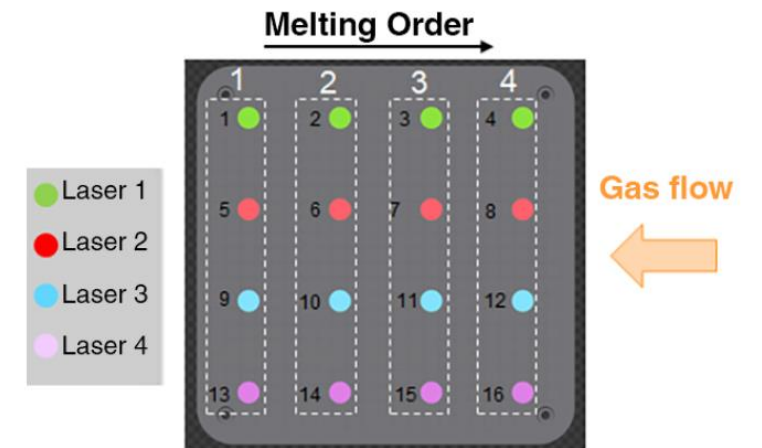 Melting Order
1 2 3 4
1 2 3 4
Laser 1
Gas flow
5 6 7 8
Laser 2
Laser 3
9 10 11 12
Laser 4
13 14 15 16